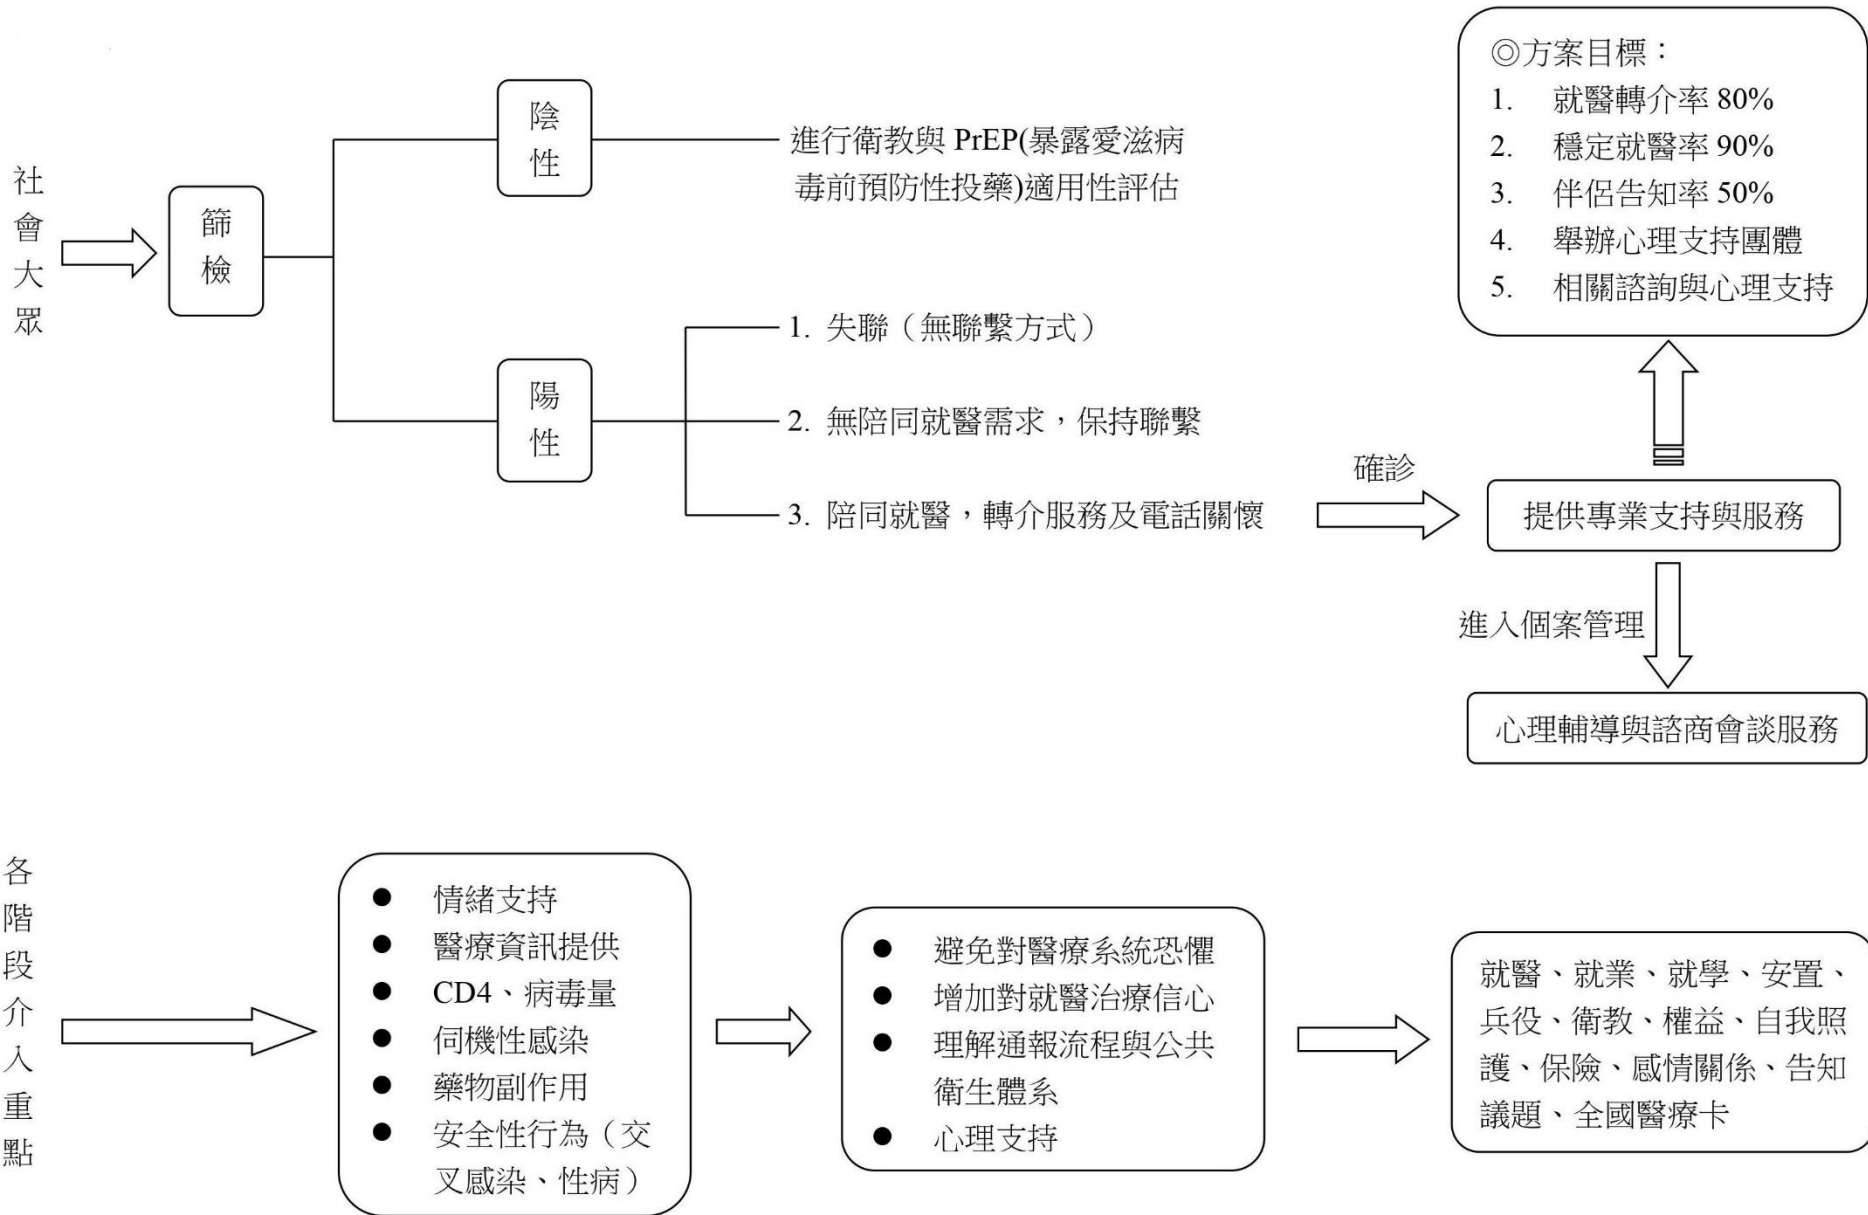 社會大眾
篩檢
陰性
進行衛教與 PrEP(暴露愛滋病
毒前預防性投藥)適用性評估
陽性
1. 失聯（無聯繫方式）
2. 無陪同就醫需求，保持聯繫
3. 陪同就醫，轉介服務及電話關懷
確診
◎方案目標：
1. 就醫轉介率 80%
2. 穩定就醫率 90%
3. 伴侶告知率 50%
4. 舉辦心理支持團體
5. 相關諮詢與心理支持
提供專業支持與服務
進入個案管理
心理輔導與諮商會談服務
各階段介入重點
● 情緒支持
● 醫療資訊提供
● CD4、病毒量
● 伺機性感染
● 藥物副作用
● 安全性行為（交
叉感染、性病）
● 避免對醫療系統恐懼
● 增加對就醫治療信心
● 理解通報流程與公共
衛生體系
● 心理支持
就醫、就業、就學、安置、
兵役、衛教、權益、自我照
護、保險、感情關係、告知
議題、全國醫療卡